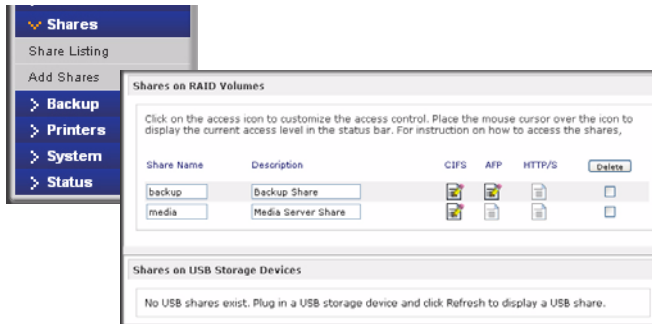 Shares
Share Listing
Add Shares
Backup
Printers
System
Status
Shares on RAID Volumes
Click on the access icon to customize the access control. Place the mouse cursor over the icon to
display the current access level in the status bar. For instruction on how to access the shares,
Share Name Description CIFS AFP HTTP/S Delete
backup Backup Share
media Media Server Share
Shares on USB Storage Devices
No USB shares exist. Plug in a USB storage device and click Refresh to display a USB share.